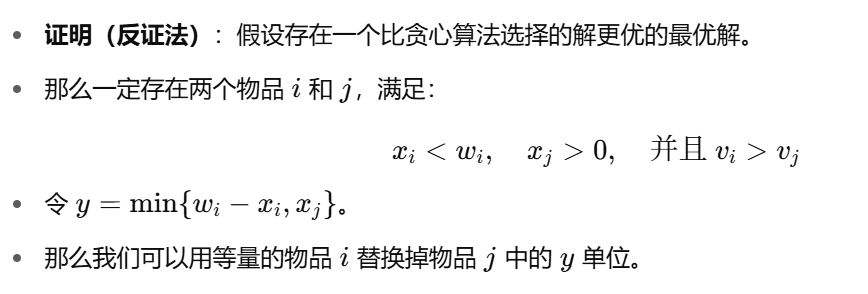 • 证明（反证法）：假设存在一个比贪心算法选择的解更优的最优解。
• 那么一定存在两个物品 i 和 j，满足：
x_i < w_i, x_j > 0, 并且 v_i > v_j
• 令 y = min{w_i − x_i, x_j}。
• 那么我们可以用等量的物品 i 替换掉物品 j 中的 y 单位。